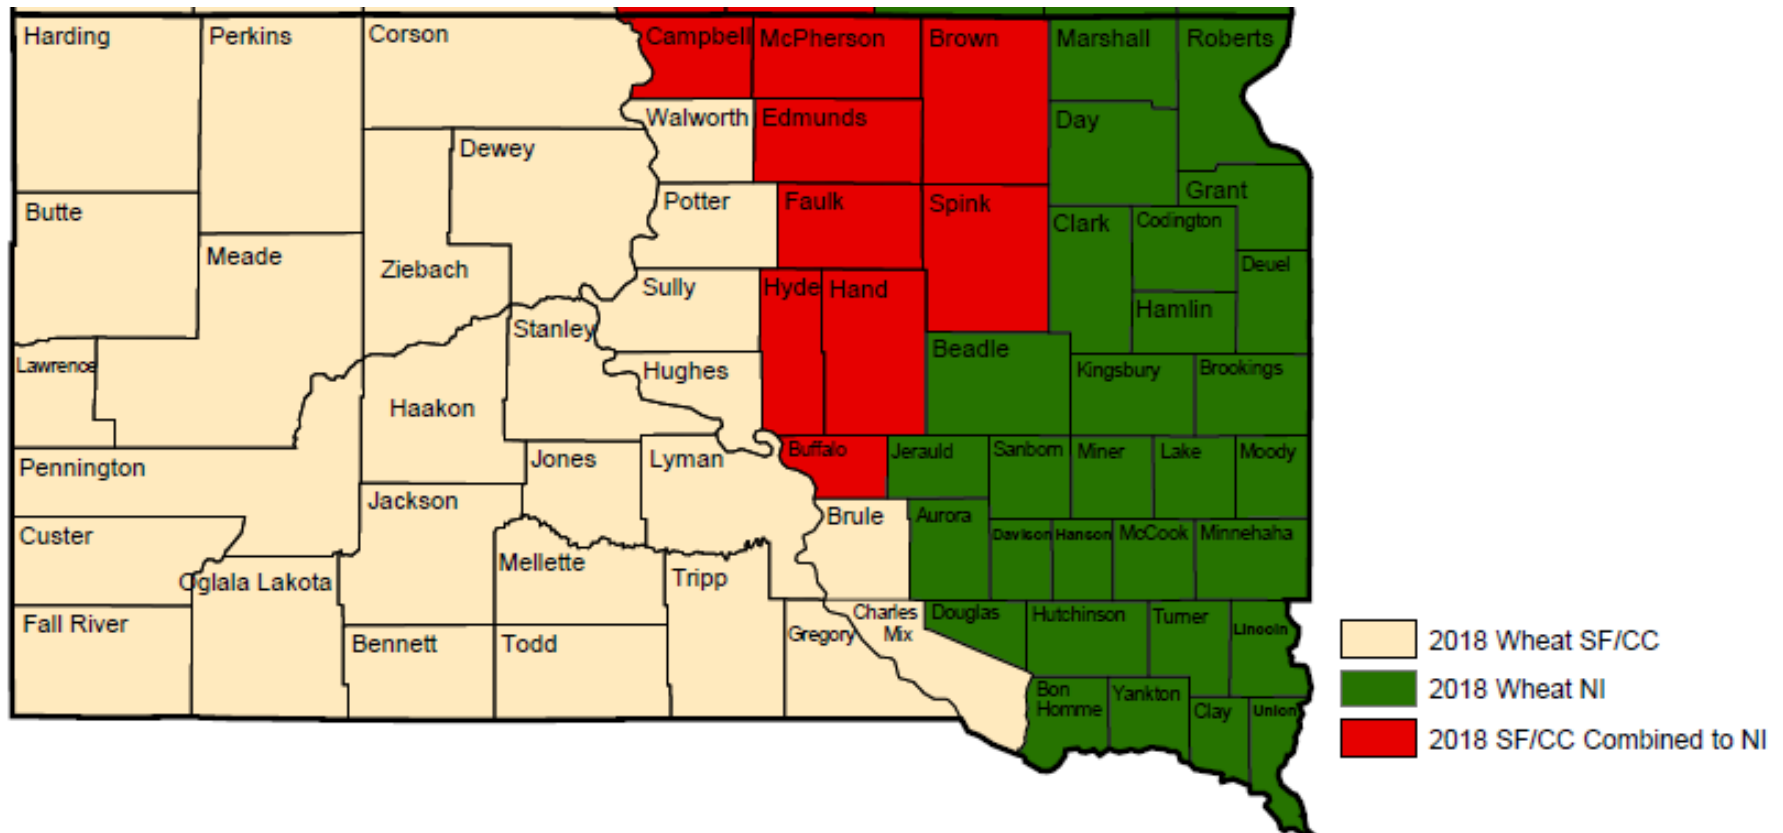 Harding
Perkins
Corson
Campbell
McPherson
Brown
Marshall
Roberts
Walworth
Edmunds
Day
Dewey
Butte
Potter
Faulk
Spink
Grant
Clark
Codington
Meade
Ziebach
Deuel
Sully
Hyde
Hand
Hamlin
Stanley
Beadle
Lawrence
Hughes
Kingsbury
Brookings
Haakon
Pennington
Jones
Lyman
Buffalo
Jerauld
Sanborn
Miner
Lake
Moody
Jackson
Custer
Brule
Aurora
Davison
Hanson
McCook
Minnehaha
Mellette
Oglala Lakota
Tripp
Fall River
Charles
Mix
Douglas
Hutchinson
Turner
Lincoln
Gregory
Bennett
Todd
Bon
Homme
Yankton
Clay
Union
2018 Wheat SF/CC
2018 Wheat NI
2018 SF/CC Combined to NI